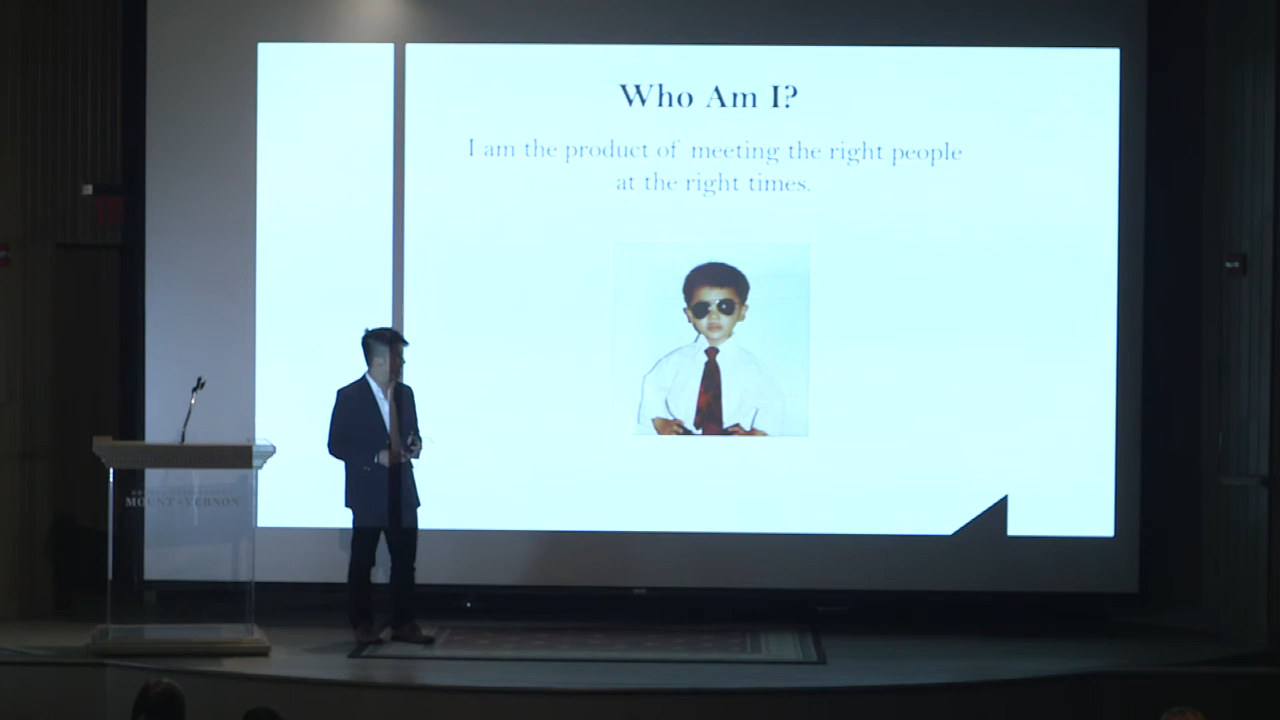 Who Am I?
I am the product of meeting the right people
at the right times.
MOUNT VERNON